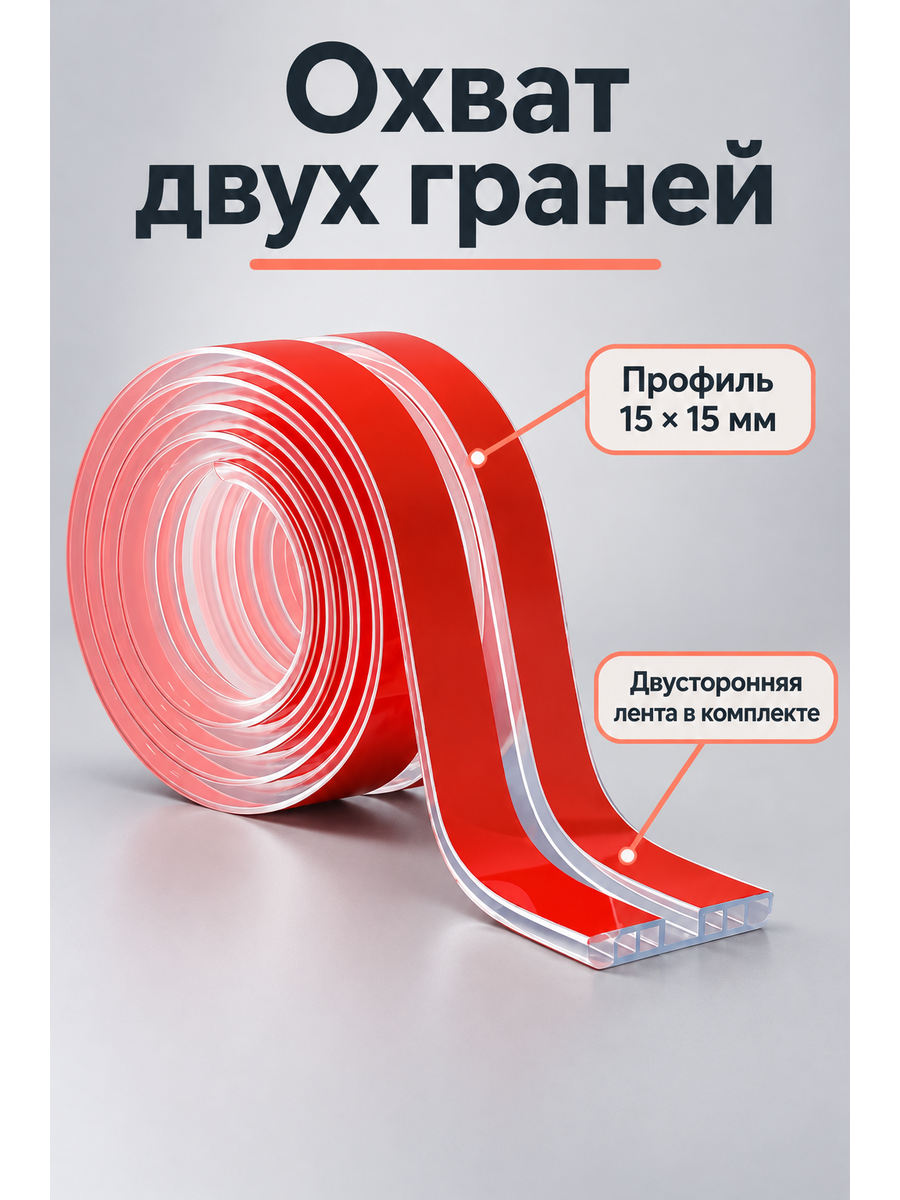 Охват
двух граней
Профиль
15 × 15 мм
Двусторонняя
лента в комплекте